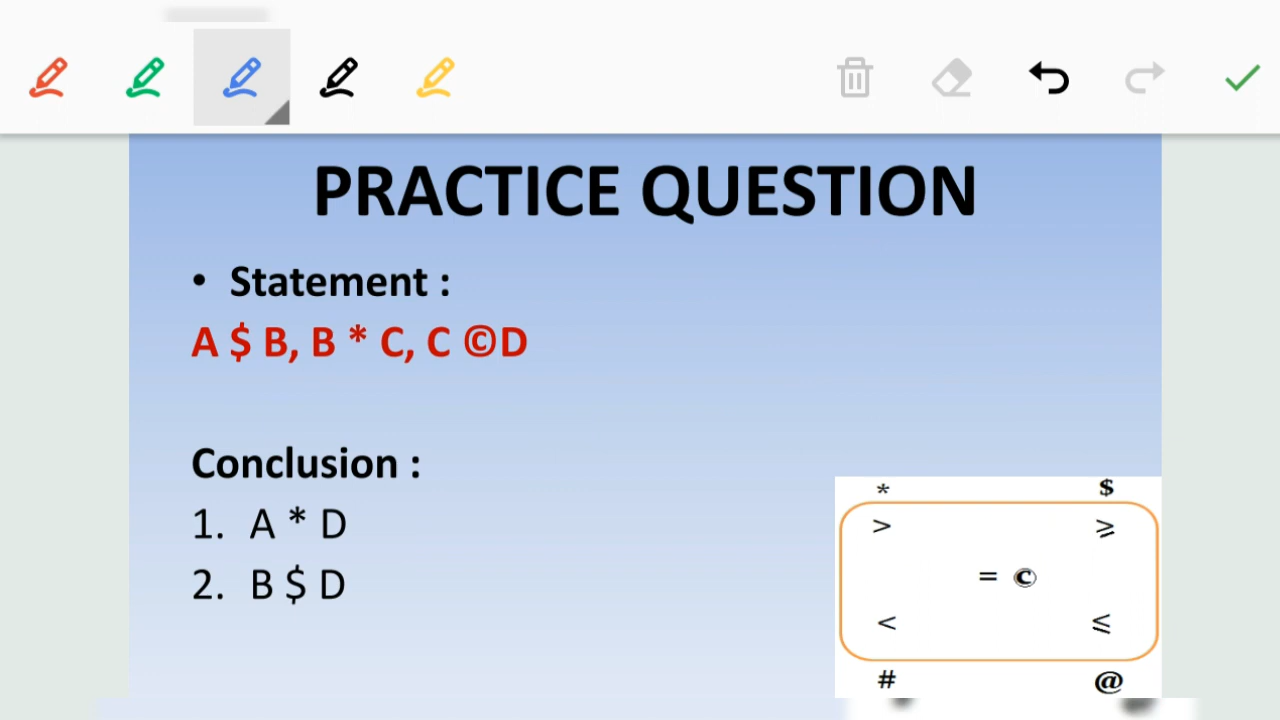 PRACTICE QUESTION
• Statement :
A $ B, B * C, C ©D
Conclusion :
1. A * D
2. B $ D
* $
> ⩾
= ©
< ⩽
# @